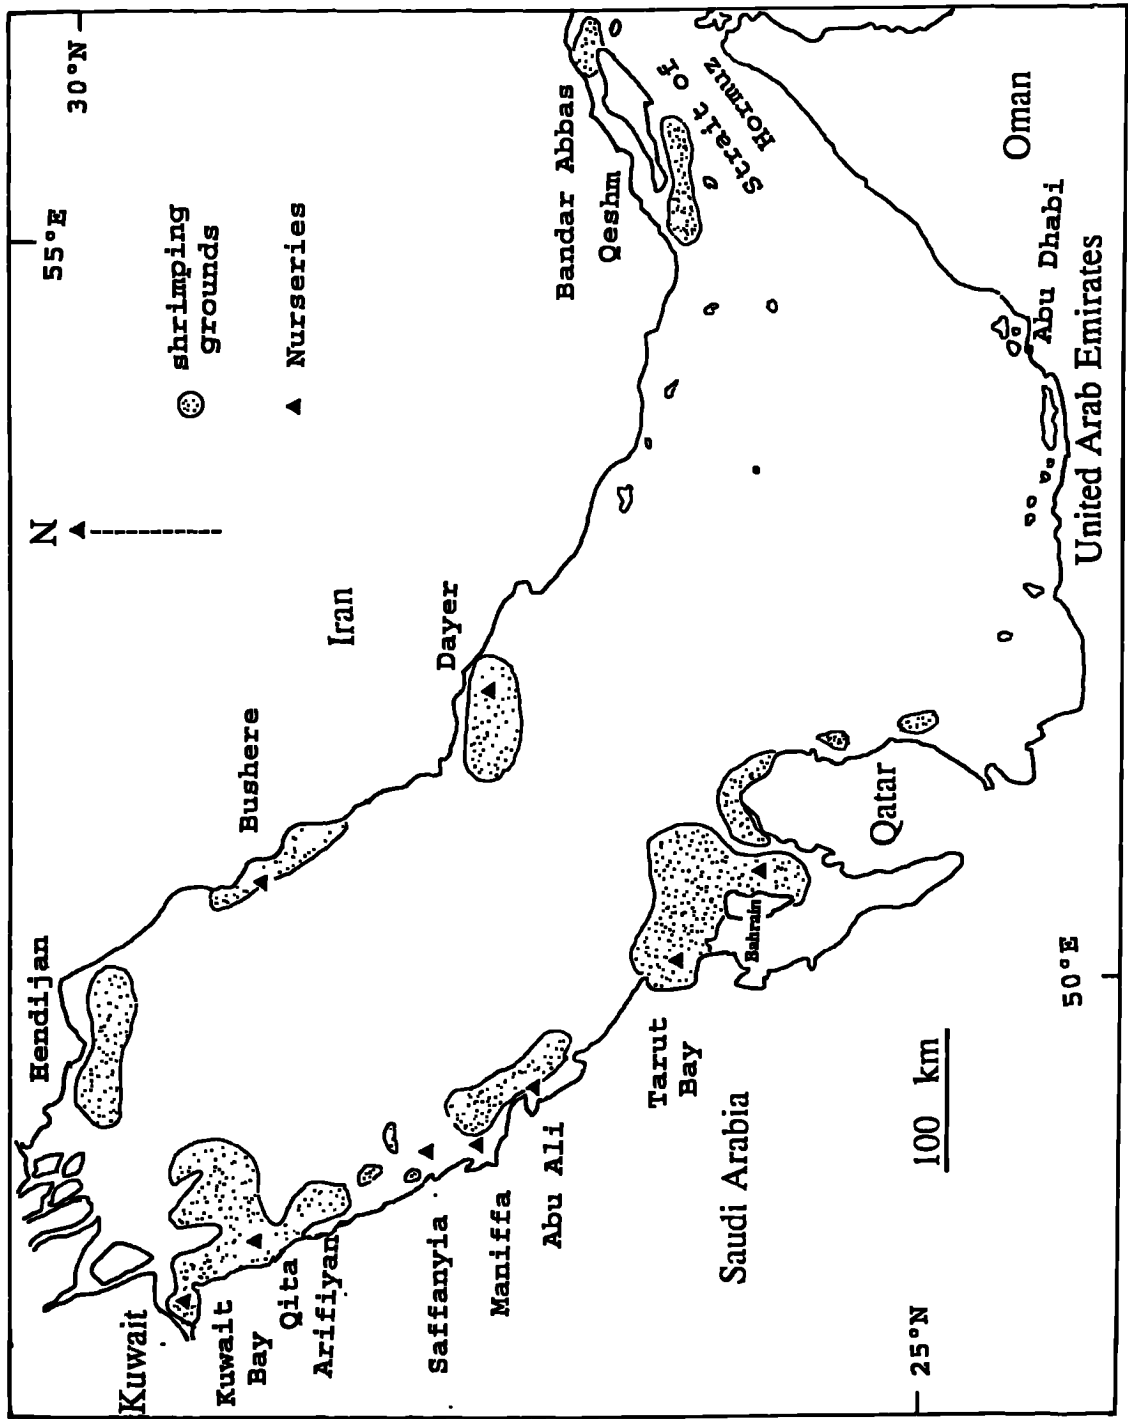 30°N
55°E
shrimping
grounds
Nurseries
N
Iran
Bandar Abbas
Qeshm
Strait of
Hormuz
Oman
Abu Dhabi
United Arab Emirates
Dayer
Bushere
Hendijan
Qatar
Bahrain
Tarut
Bay
50°E
100 km
Saudi Arabia
Abu Ali
Maniffa
Saffanyia
Arifiyan
Qita
Kuwait
Bay
Kuwait
25°N